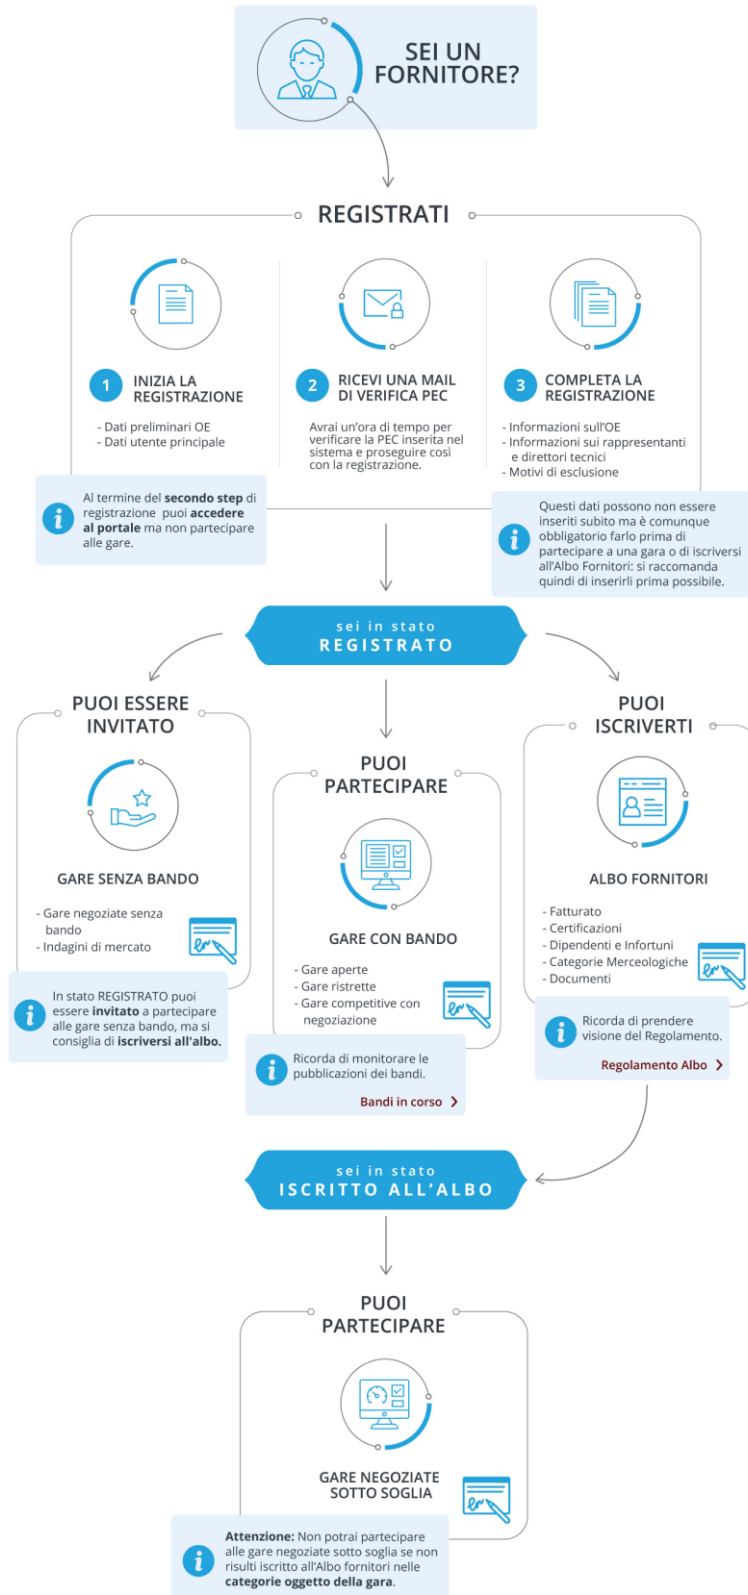 SEI UN
FORNITORE?
REGISTRATI
1
INIZIA LA
REGISTRAZIONE
- Dati preliminari OE
- Dati utente principale
2
RICEVI UNA MAIL
DI VERIFICA PEC
Avrai un'ora di tempo per
verificare la PEC inserita nel
sistema e proseguire così
con la registrazione.
3
COMPLETA LA
REGISTRAZIONE
- Informazioni sull'OE
- Informazioni sui rappresentanti
e direttori tecnici
- Motivi di esclusione
Al termine del secondo step di
registrazione puoi accedere
al portale ma non partecipare
alle gare.
Questi dati possono non essere
inseriti subito ma è comunque
obbligatorio farlo prima di
partecipare a una gara o di iscriversi
all'Albo Fornitori: si raccomanda
quindi di inserirli prima possibile.
sei in stato
REGISTRATO
PUOI ESSERE
INVITATO
GARE SENZA BANDO
- Gare negoziate senza
bando
- Indagini di mercato
In stato REGISTRATO puoi
essere invitato a partecipare
alle gare senza bando, ma si
consiglia di iscriversi all'albo.
PUOI
PARTECIPARE
GARE CON BANDO
- Gare aperte
- Gare ristrette
- Gare competitive con
negoziazione
Ricorda di monitorare le
pubblicazioni dei bandi.
Bandi in corso >
PUOI
ISCRIVERTI
ALBO FORNITORI
- Fatturato
- Certificazioni
- Dipendenti e Infortuni
- Categorie Merceologiche
- Documenti
Ricorda di prendere
visione del Regolamento.
Regolamento Albo >
sei in stato
ISCRITTO ALL'ALBO
PUOI
PARTECIPARE
GARE NEGOZIATE
SOTTO SOGLIA
Attenzione: Non potrai partecipare
alle gare negoziate sotto soglia se non
risulti iscritto all'Albo fornitori nelle
categorie oggetto della gara.